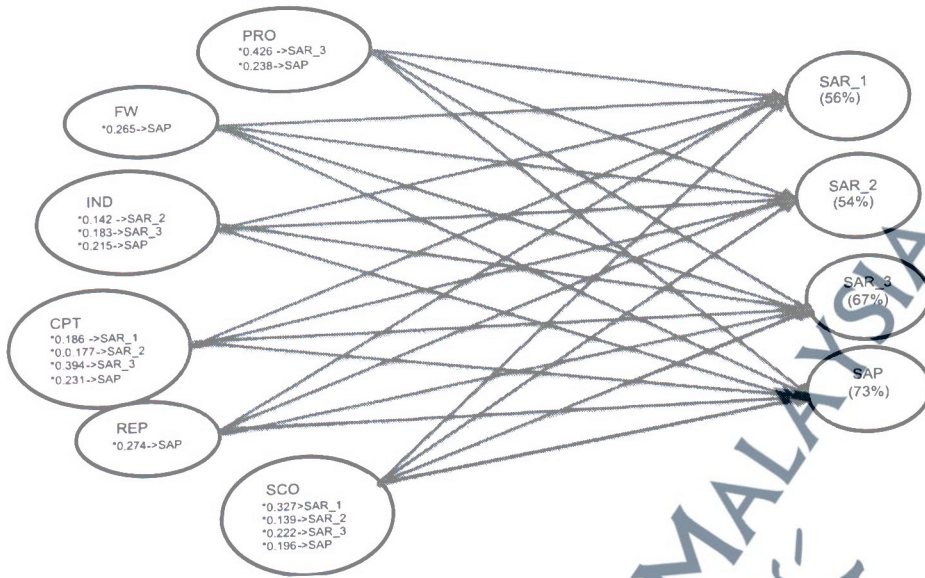 PRO
*0.426 ->SAR_3
*0.238->SAP
FW
*0.265->SAP
IND
*0.142 ->SAR_2
*0.183->SAR_3
*0.215->SAP
CPT
*0.186 ->SAR_1
*0.0.177->SAR_2
*0.394->SAR_3
*0.231->SAP
REP
*0.274->SAP
SCO
*0.327>SAR_1
*0.139->SAR_2
*0.222->SAR_3
*0.196->SAP
SAR_1
(56%)
SAR_2
(54%)
SAR_3
(67%)
SAP
(73%)
MALAYSIA